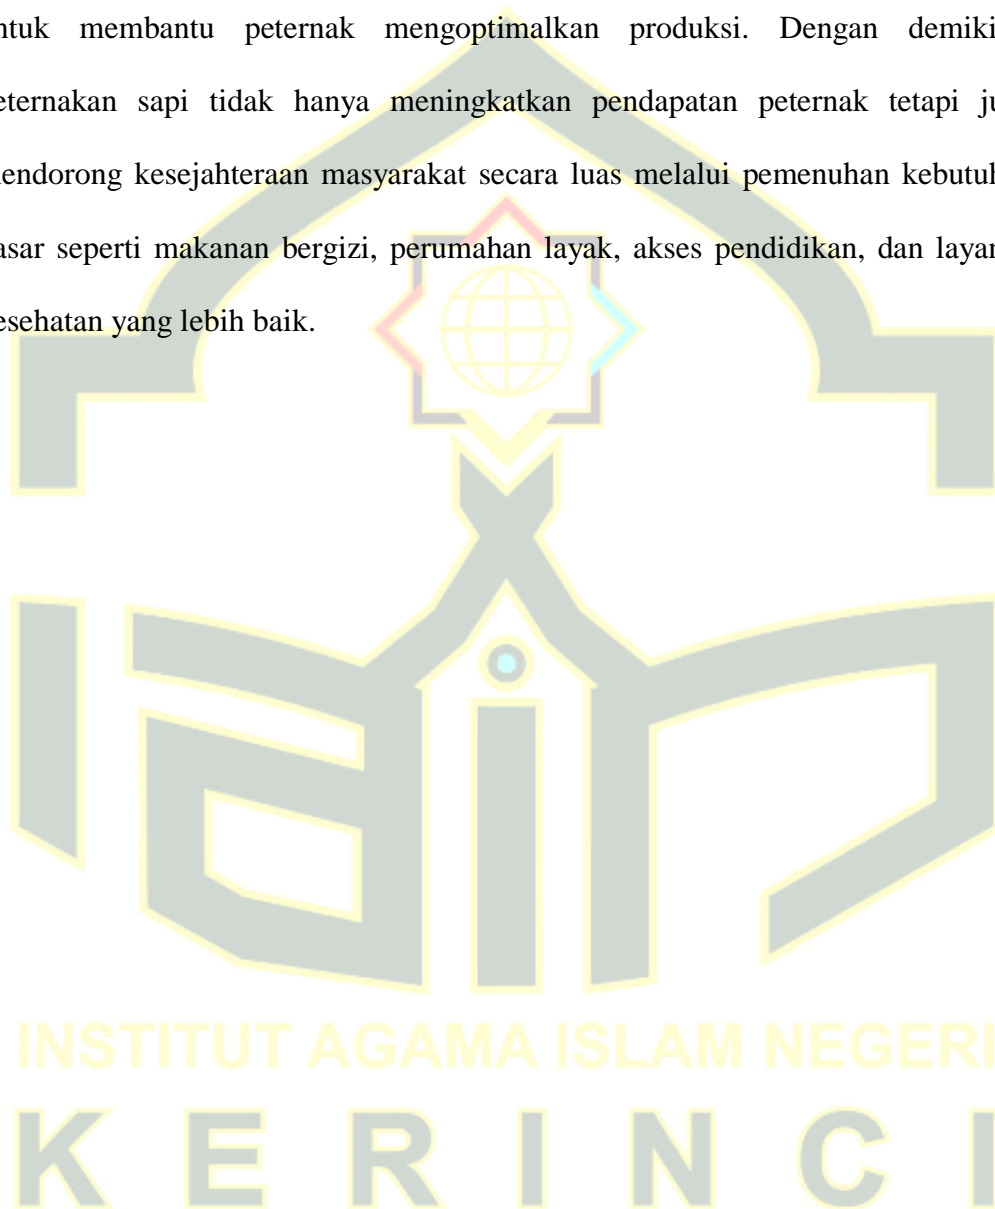 ntuk membantu peternak mengoptimalkan produksi. Dengan demiki
eternakan sapi tidak hanya meningkatkan pendapatan peternak tetapi ju
endorong kesejahteraan masyarakat secara luas melalui pemenuhan kebutuh
asar seperti makanan bergizi, perumahan layak, akses pendidikan, dan layan
esehatan yang lebih baik.
iain
INSTITUT AGAMA ISLAM NEGERI
KERINCI